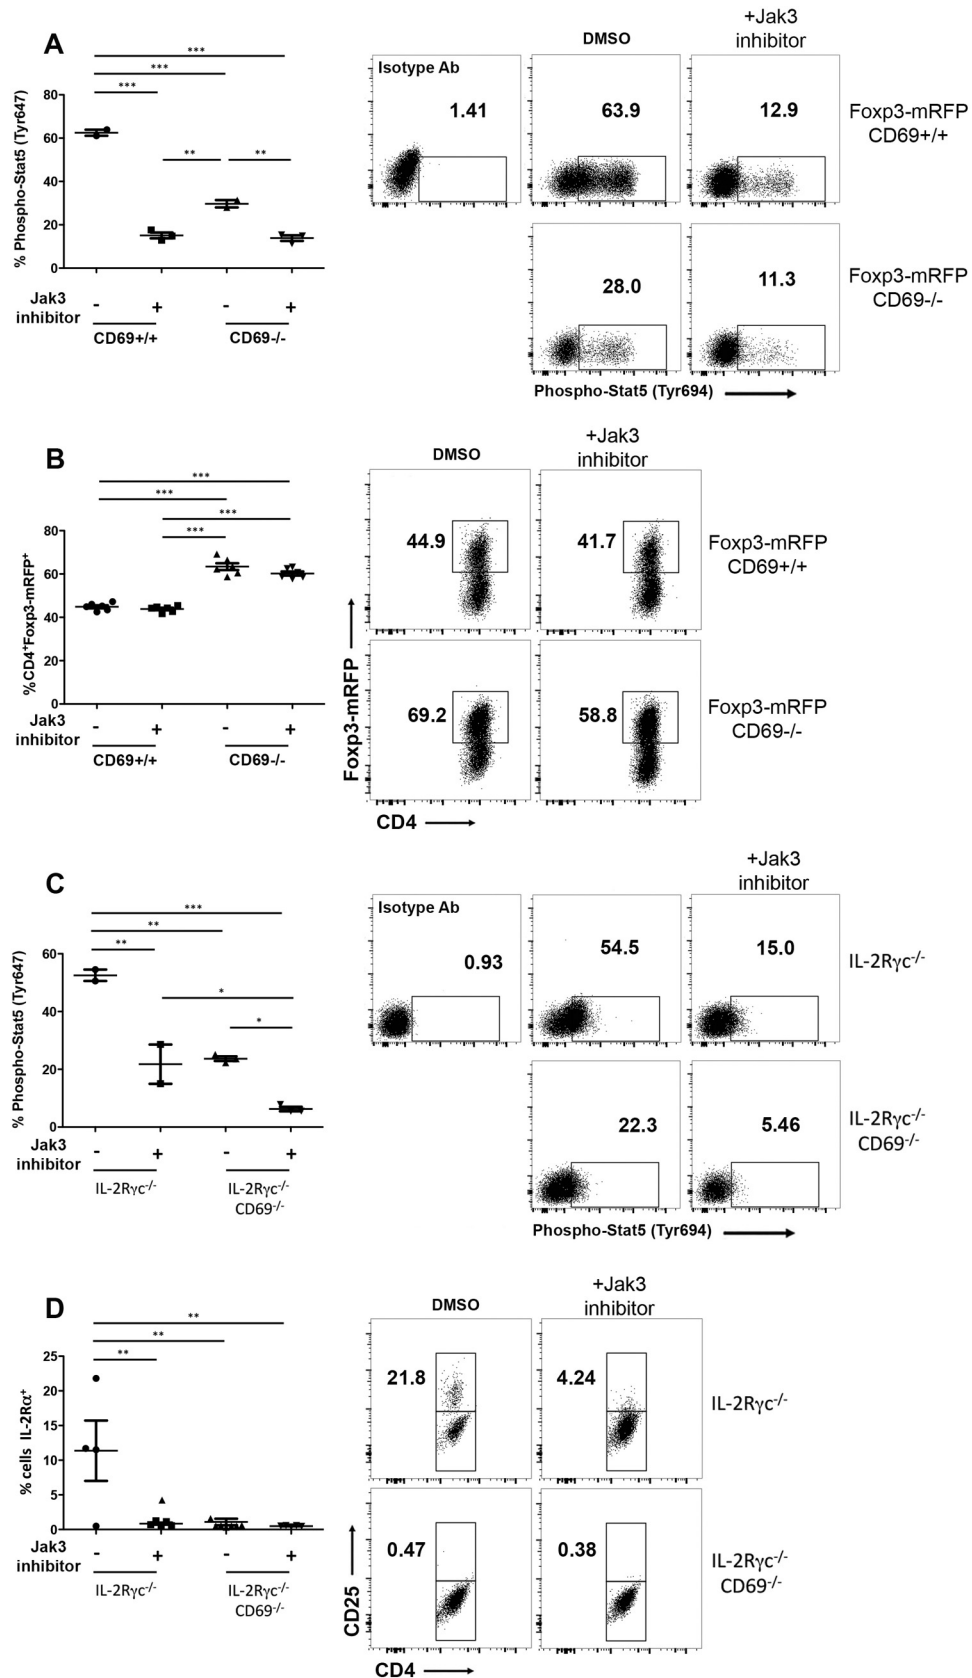 A
% Phospho-Stat5 (Tyr647)
80
60
40
20
0
***
***
***
**
**
Jak3
inhibitor
-
+
-
+
CD69+/+
CD69-/-
DMSO
+Jak3
inhibitor
Isotype Ab
1.41
63.9
12.9
Foxp3-mRFP
CD69+/+
28.0
11.3
Foxp3-mRFP
CD69-/-
Phospho-Stat5 (Tyr694)
B
%CD4+Foxp3-mRFP+
80
60
40
20
0
***
***
***
***
Jak3
inhibitor
-
+
-
+
CD69+/+
CD69-/-
DMSO
+Jak3
inhibitor
44.9
41.7
Foxp3-mRFP
CD69+/+
69.2
58.8
Foxp3-mRFP
CD69-/-
Foxp3-mRFP
CD4
C
% Phospho-Stat5 (Tyr647)
60
40
20
0
***
**
**
*
*
Jak3
inhibitor
-
+
-
+
IL-2Rγc-/-
IL-2Rγc-/-
CD69-/-
+Jak3
inhibitor
Isotype Ab
0.93
54.5
15.0
IL-2Rγc-/-
22.3
5.46
IL-2Rγc-/-
CD69-/-
Phospho-Stat5 (Tyr694)
D
% cells IL-2Rα+
25
20
15
10
5
0
**
**
**
Jak3
inhibitor
-
+
-
+
IL-2Rγc-/-
IL-2Rγc-/-
CD69-/-
DMSO
+Jak3
inhibitor
21.8
4.24
IL-2Rγc-/-
0.47
0.38
IL-2Rγc-/-
CD69-/-
CD25
CD4